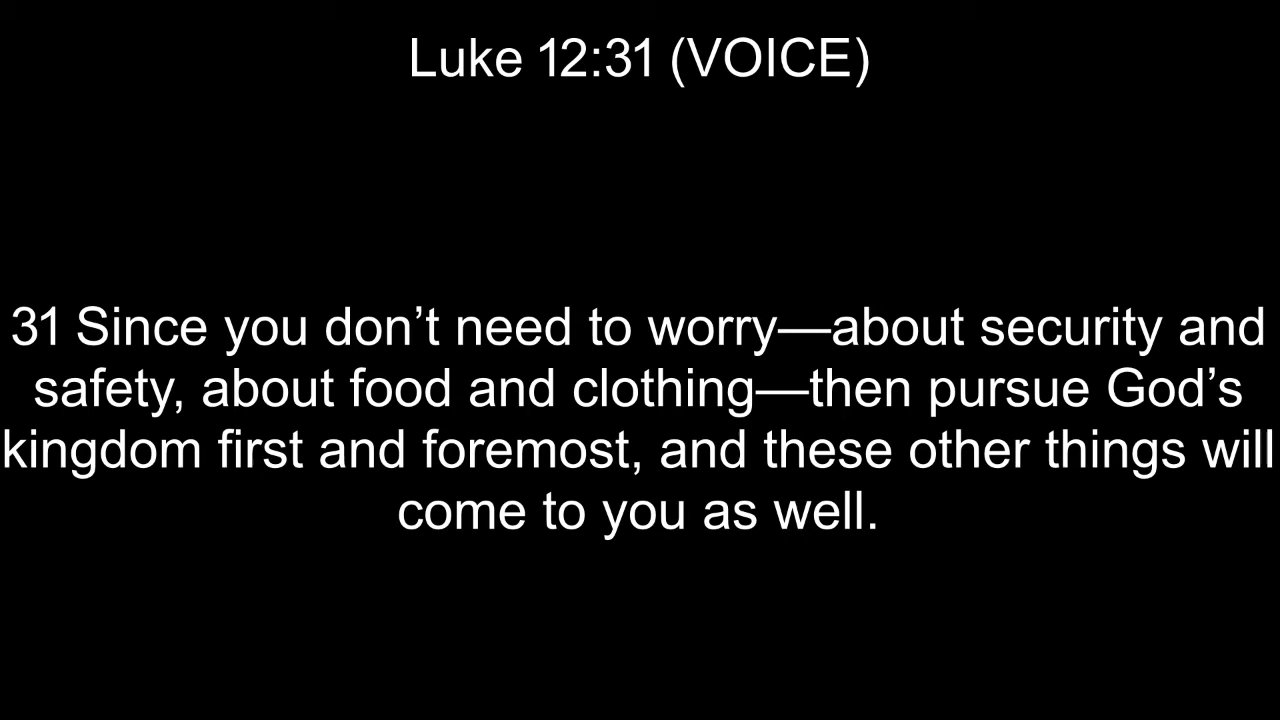 Luke 12:31 (VOICE)
31 Since you don’t need to worry—about security and
safety, about food and clothing—then pursue God’s
kingdom first and foremost, and these other things will
come to you as well.